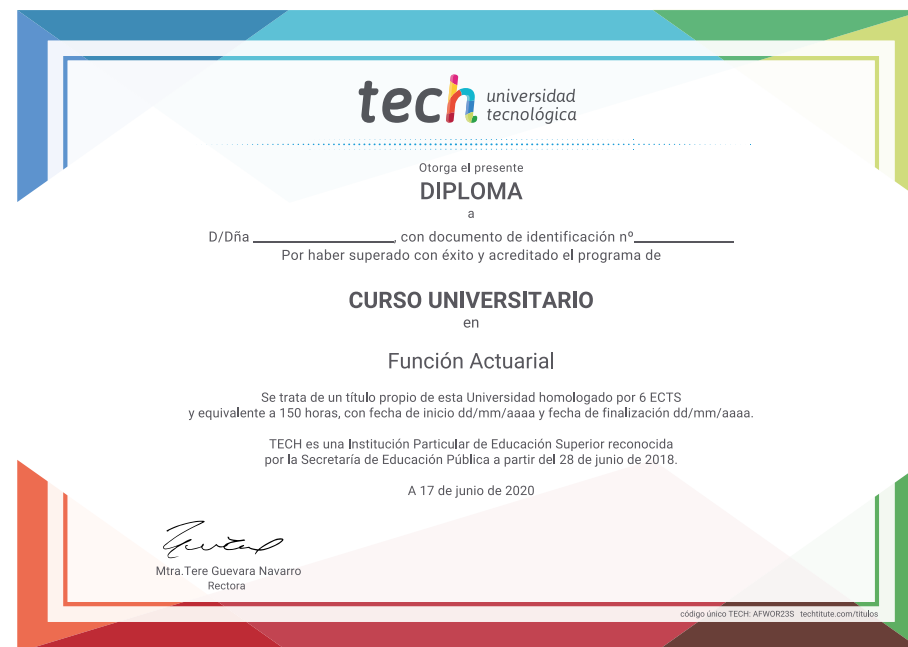 tech universidad
tecnológica
Otorga el presente
DIPLOMA
a
D/Dña ____________________, con documento de identificación nº______________
Por haber superado con éxito y acreditado el programa de
CURSO UNIVERSITARIO
en
Función Actuarial
Se trata de un título propio de esta Universidad homologado por 6 ECTS
y equivalente a 150 horas, con fecha de inicio dd/mm/aaaa y fecha de finalización dd/mm/aaaa.
TECH es una Institución Particular de Educación Superior reconocida
por la Secretaría de Educación Pública a partir del 28 de junio de 2018.
A 17 de junio de 2020
Mtra.Tere Guevara Navarro
Rectora
código único TECH: AFWOR23S techtitute.com/titulos